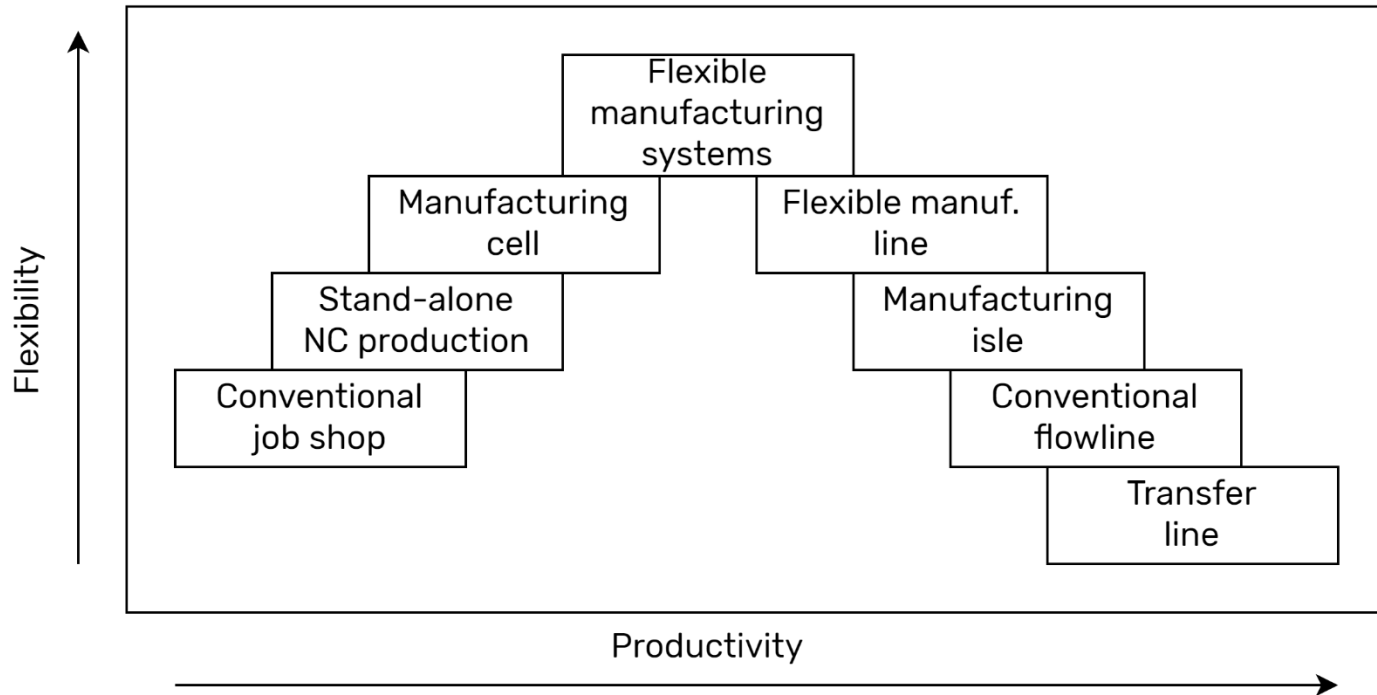 Flexible
manufacturing
systems
Manufacturing
cell
Flexible manuf.
line
Stand-alone
NC production
Manufacturing
isle
Conventional
job shop
Conventional
flowline
Transfer
line
Flexibility
Productivity